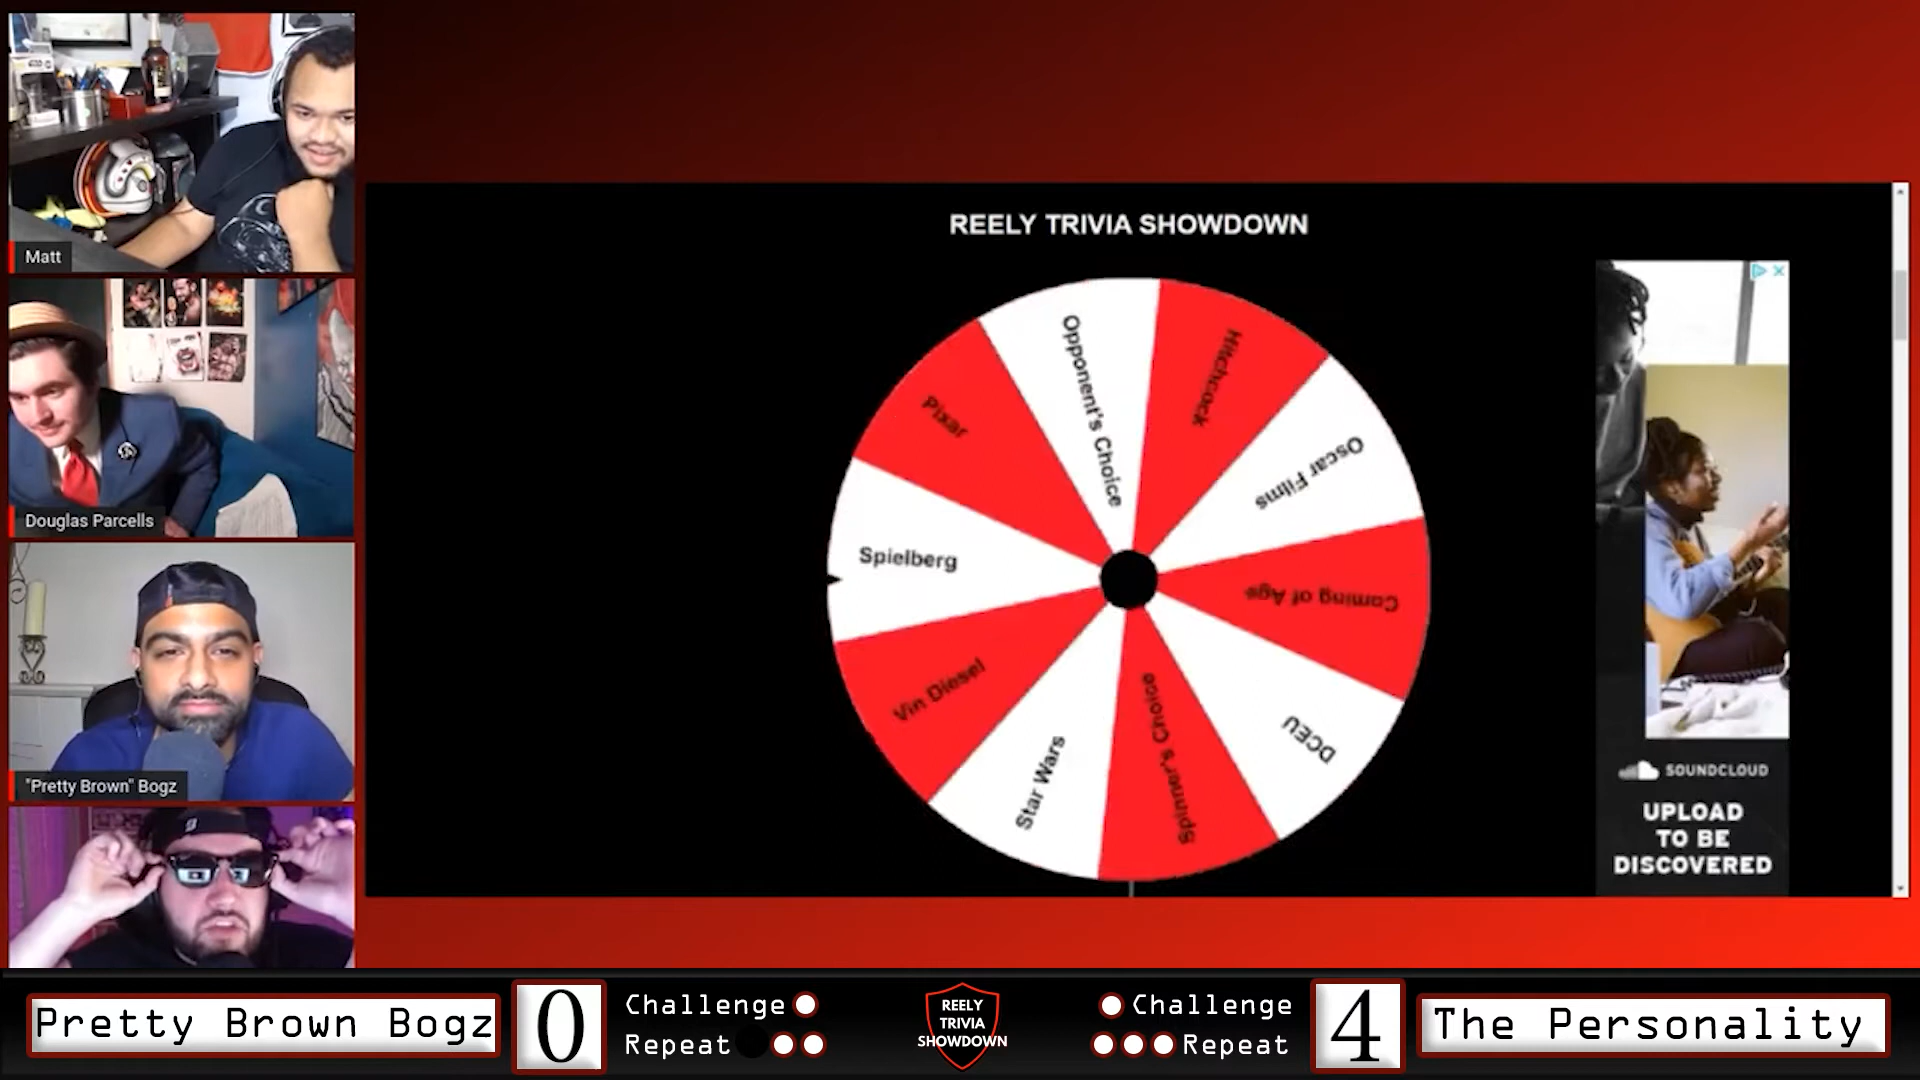 Matt
Douglas Parcells
"Pretty Brown" Bogz
REELY TRIVIA SHOWDOWN
Opponent's Choice
Hitchcock
Oscar Films
Coming of Age
DCEU
Spinner's Choice
Star Wars
Vin Diesel
Spielberg
Pixar
SOUNDCLOUD
UPLOAD
TO BE
DISCOVERED
Pretty Brown Bogz
0
Challenge
Repeat
REELY
TRIVIA
SHOWDOWN
Challenge
Repeat
4
The Personality